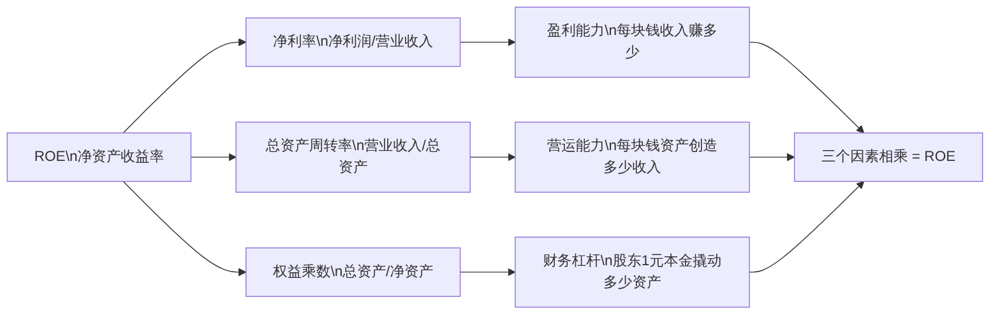 ROE\n净资产收益率
净利率\n净利润/营业收入
盈利能力\n每块钱收入赚多
少
总资产周转率\n营业收入/总
资产
营运能力\n每块钱资产创造
多少收入
权益乘数\n总资产/净资产
财务杠杆\n股东1元本金撬动
多少资产
三个因素相乘 = ROE